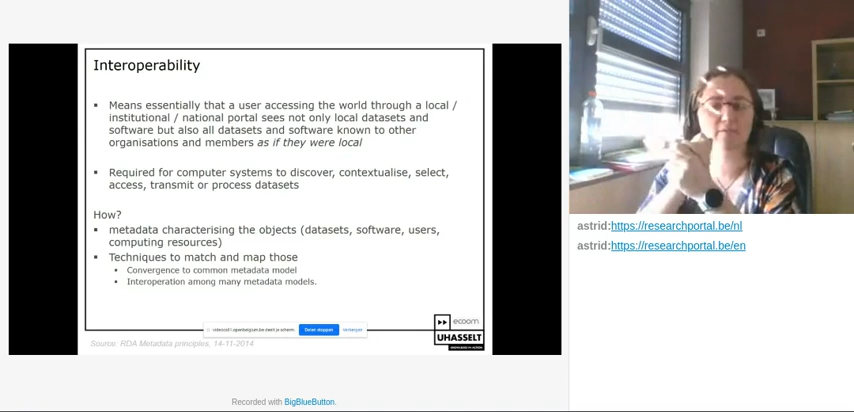 Interoperability
▪ Means essentially that a user accessing the world through a local /
institutional / national portal sees not only local datasets and
software but also all datasets and software known to other
organisations and members as if they were local
▪ Required for computer systems to discover, contextualise, select,
access, transmit or process datasets
How?
▪ metadata characterising the objects (datasets, software, users,
computing resources)
▪ Techniques to match and map those
▪ Convergence to common metadata model
▪ Interoperation among many metadata models.
Delen stoppen
Verbergen
ecoom
UHASSELT
Source: RDA Metadata principles, 14-11-2014
astrid:https://researchportal.be/nl
astrid:https://researchportal.be/en
Recorded with BigBlueButton.